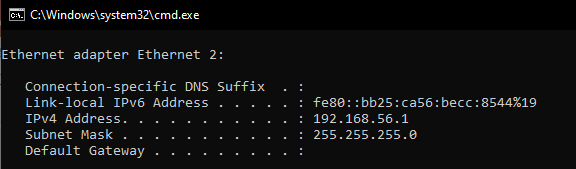 C:\Windows\system32\cmd.exe
Ethernet adapter Ethernet 2:
Connection-specific DNS Suffix  . :
Link-local IPv6 Address . . . . . : fe80::bb25:ca56:becc:8544%19
IPv4 Address. . . . . . . . . . . : 192.168.56.1
Subnet Mask . . . . . . . . . . . : 255.255.255.0
Default Gateway . . . . . . . . . :